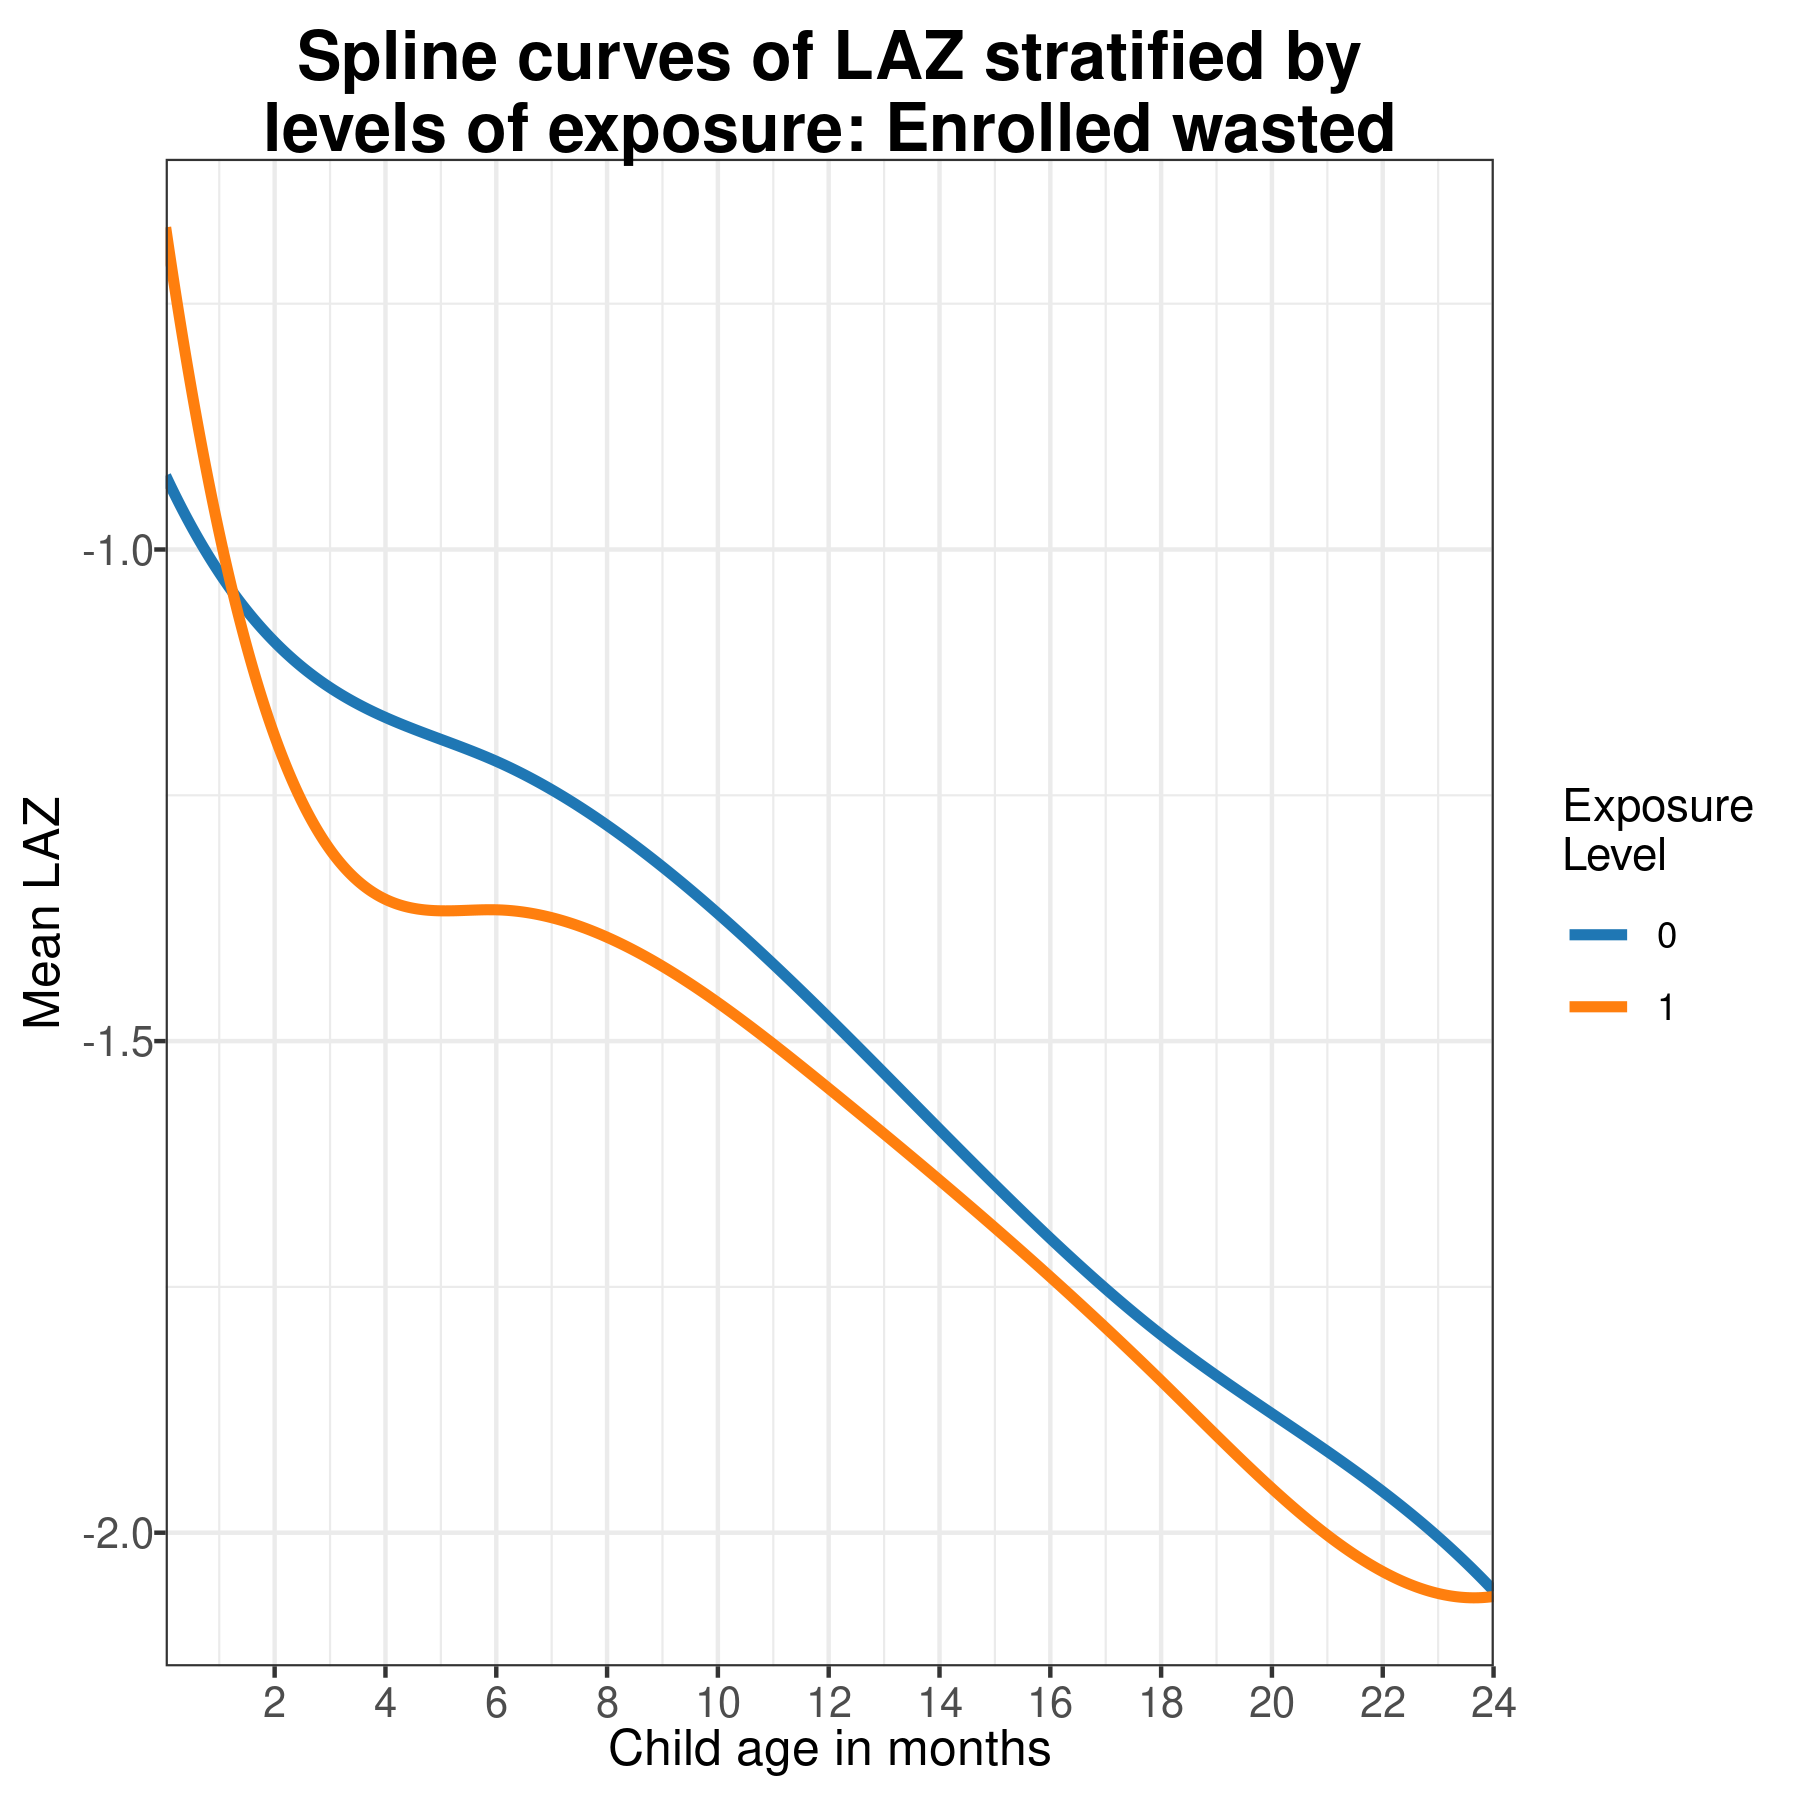 Spline curves of LAZ stratified by
levels of exposure: Enrolled wasted
Mean LAZ
-1.0
-1.5
-2.0
2 4 6 8 10 12 14 16 18 20 22 24
Child age in months
Exposure
Level
0
1